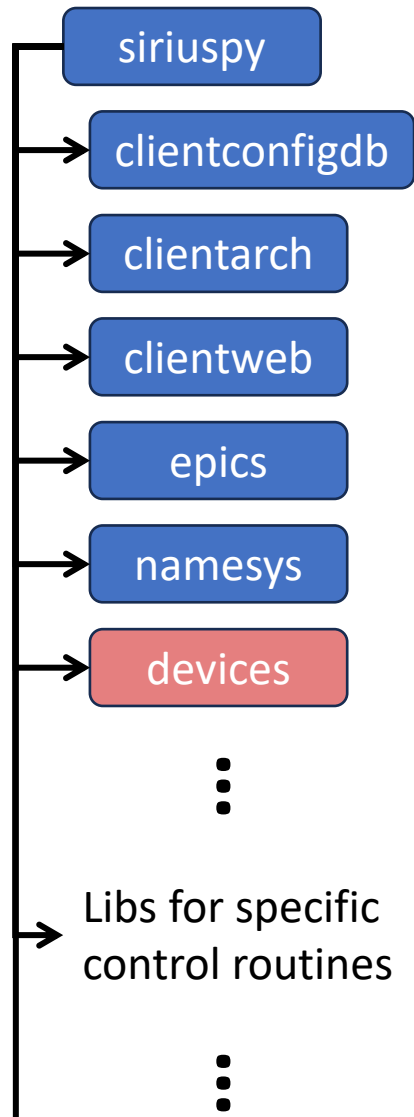 siriuspy
clientconfigdb
clientarch
clientweb
epics
namesys
devices
Libs for specific
control routines